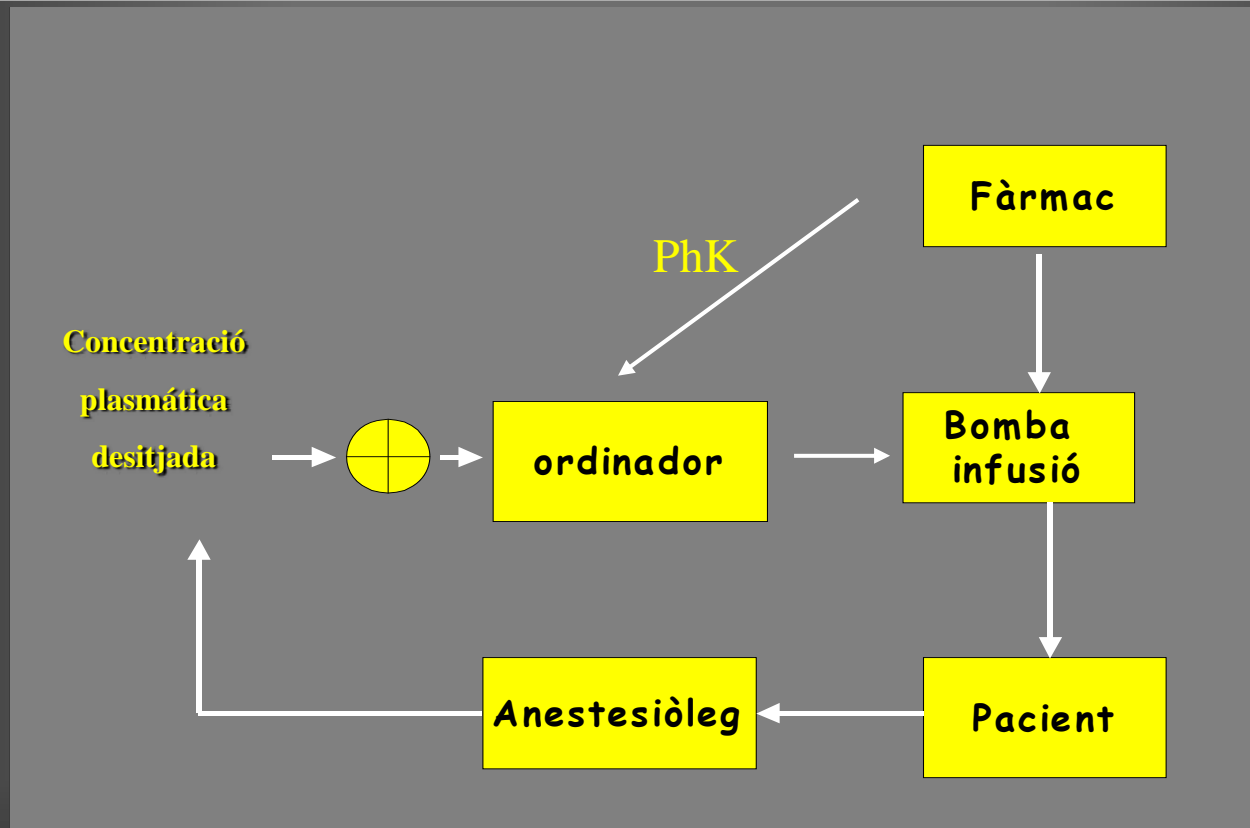 Fàrmac
PhK
Concentració
plasmática
desitjada
ordinador
Bomba
infusió
Anestesiòleg
Pacient